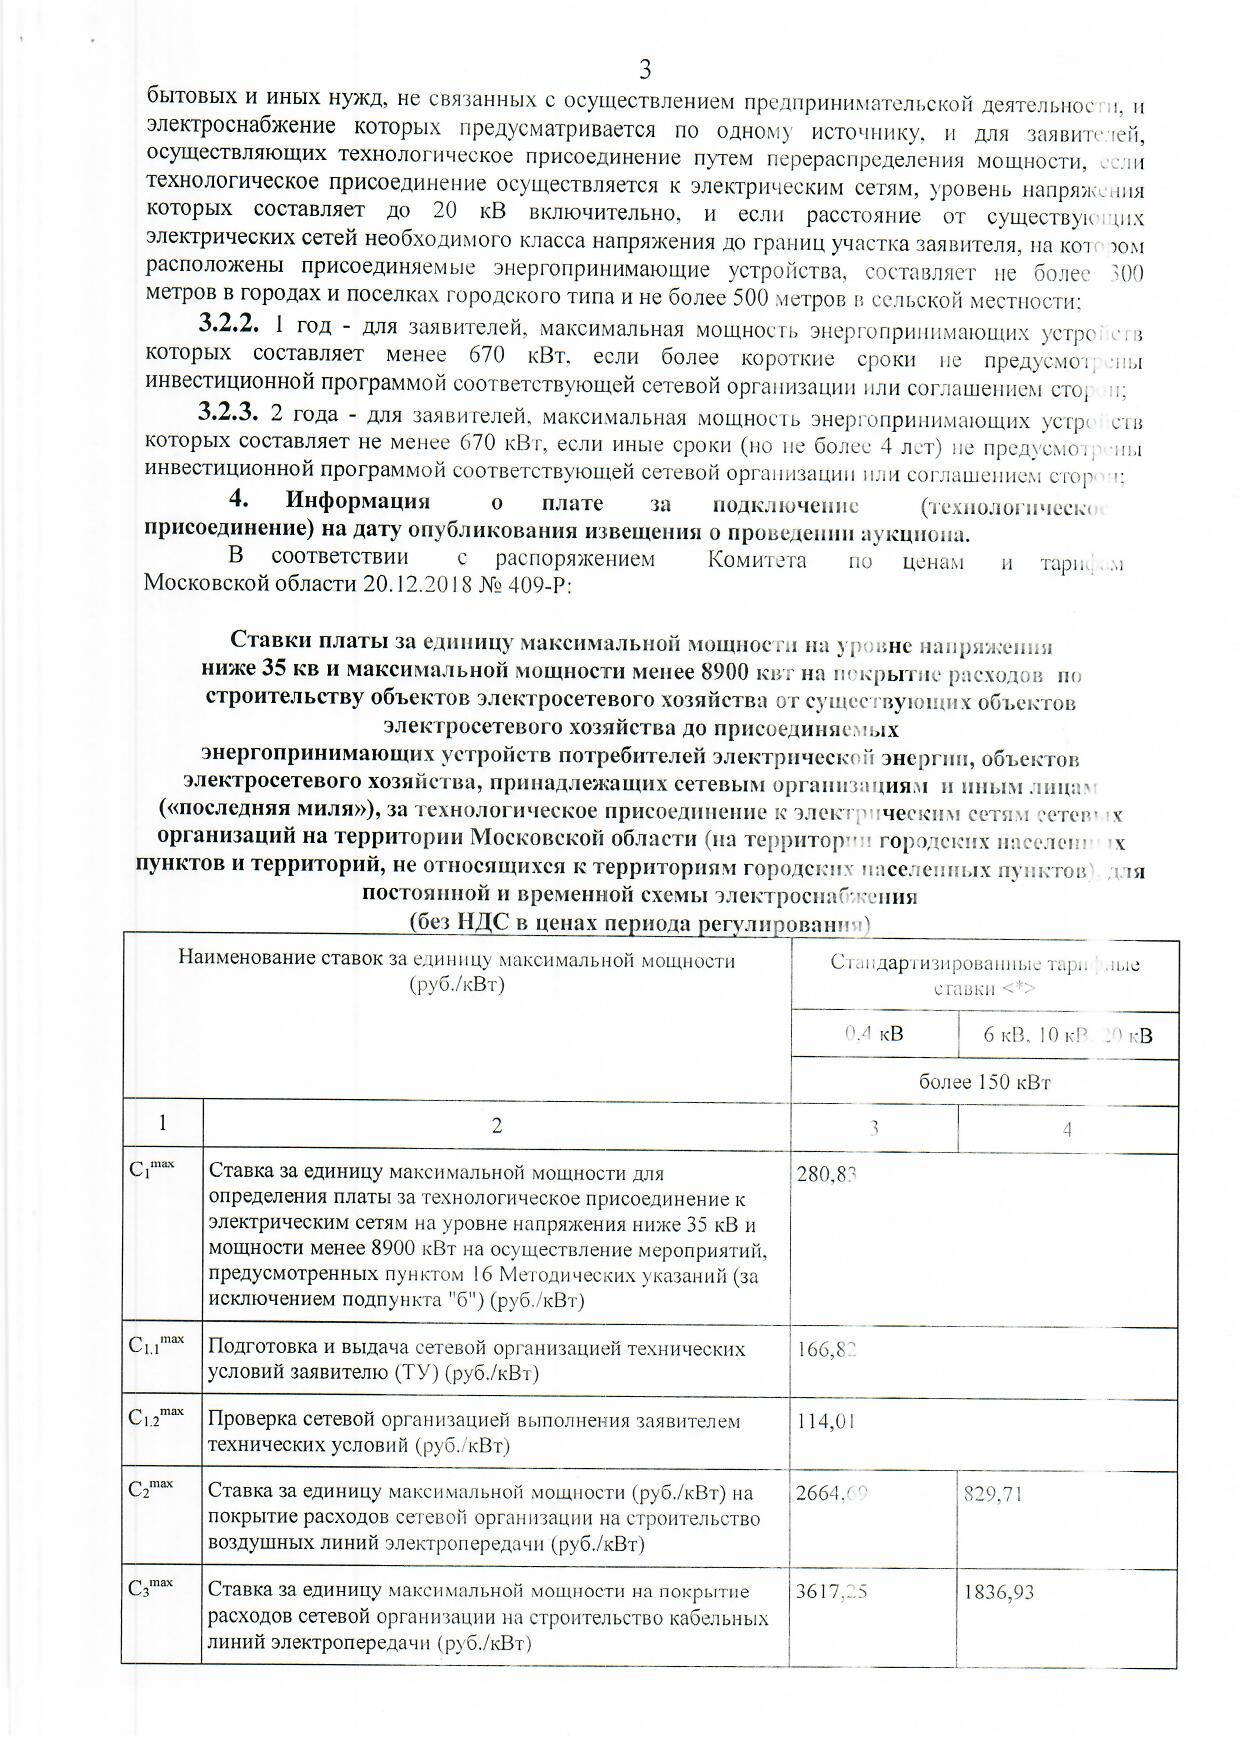 3
бытовых и иных нужд, не связанных с осуществлением предпринимательской деятельности, и
электроснабжение которых предусматривается по одному источнику, и для заявителей,
осуществляющих технологическое присоединение путем перераспределения мощности, если
технологическое присоединение осуществляется к электрическим сетям, уровень напряжения
которых составляет до 20 кВ включительно, и если расстояние от существующих
электрических сетей необходимого класса напряжения до границ участка заявителя, на котором
расположены присоединяемые энергопринимающие устройства, составляет не более 300
метров в городах и поселках городского типа и не более 500 метров в сельской местности;
3.2.2. 1 год - для заявителей, максимальная мощность энергопринимающих устройств
которых составляет менее 670 кВт, если более короткие сроки не предусмотрены
инвестиционной программой соответствующей сетевой организации или соглашением сторон;
3.2.3. 2 года - для заявителей, максимальная мощность энергопринимающих устройств
которых составляет не менее 670 кВт, если иные сроки (но не более 4 лет) не предусмотрены
инвестиционной программой соответствующей сетевой организации или соглашением сторон;
4. Информация о плате за подключение (технологическое
присоединение) на дату опубликования извещения о проведении аукциона.
В соответствии с распоряжением Комитета по ценам и тарифам
Московской области 20.12.2018 № 409-Р:
Ставки платы за единицу максимальной мощности на уровне напряжения
ниже 35 кв и максимальной мощности менее 8900 квт на покрытие расходов по
строительству объектов электросетевого хозяйства от существующих объектов
электросетевого хозяйства до присоединяемых
энергопринимающих устройств потребителей электрической энергии, объектов
электросетевого хозяйства, принадлежащих сетевым организациям и иным лицам
(«последняя миля»), за технологическое присоединение к электрическим сетям сетевых
организаций на территории Московской области (на территории городских населенных
пунктов и территорий, не относящихся к территориям городских населенных пунктов) для
постоянной и временной схемы электроснабжения
(без НДС в ценах периода регулирования)
Наименование ставок за единицу максимальной мощности
(руб./кВт)
Стандартизированные тарифные
ставки <*>
0,4 кВ
6 кВ, 10 кВ, 20 кВ
более 150 кВт
1
2
3
4
C1max
Ставка за единицу максимальной мощности для
определения платы за технологическое присоединение к
электрическим сетям на уровне напряжения ниже 35 кВ и
мощности менее 8900 кВт на осуществление мероприятий,
предусмотренных пунктом 16 Методических указаний (за
исключением подпункта "б") (руб./кВт)
280,83
C1.1max
Подготовка и выдача сетевой организацией технических
условий заявителю (ТУ) (руб./кВт)
166,82
C1.2max
Проверка сетевой организацией выполнения заявителем
технических условий (руб./кВт)
114,01
C2max
Ставка за единицу максимальной мощности (руб./кВт) на
покрытие расходов сетевой организации на строительство
воздушных линий электропередачи (руб./кВт)
2664,69
829,71
C3max
Ставка за единицу максимальной мощности на покрытие
расходов сетевой организации на строительство кабельных
линий электропередачи (руб./кВт)
3617,25
1836,93